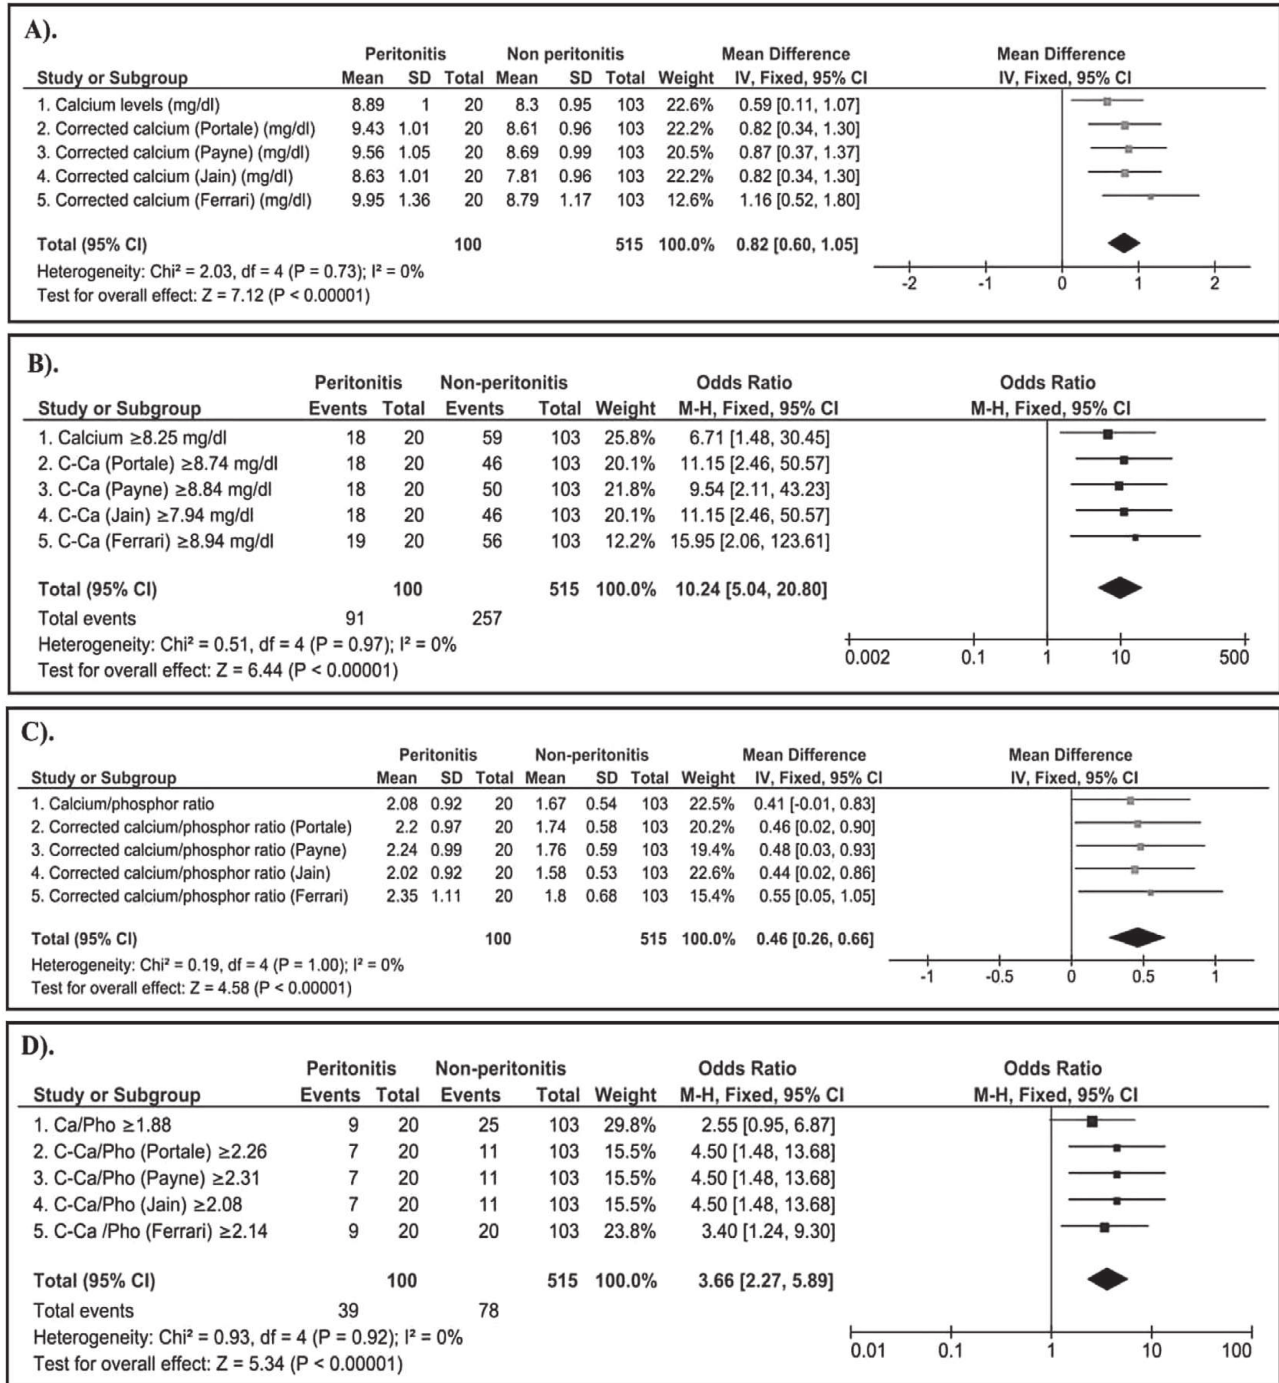 A).
Peritonitis Non peritonitis Mean Difference Mean Difference
Study or Subgroup Mean SD Total Mean SD Total Weight IV, Fixed, 95% CI IV, Fixed, 95% CI
1. Calcium levels (mg/dl) 8.89 1 20 8.3 0.95 103 22.6% 0.59 [0.11, 1.07]
2. Corrected calcium (Portale) (mg/dl) 9.43 1.01 20 8.61 0.96 103 22.2% 0.82 [0.34, 1.30]
3. Corrected calcium (Payne) (mg/dl) 9.56 1.05 20 8.69 0.99 103 20.5% 0.87 [0.37, 1.37]
4. Corrected calcium (Jain) (mg/dl) 8.63 1.01 20 7.81 0.96 103 22.2% 0.82 [0.34, 1.30]
5. Corrected calcium (Ferrari) (mg/dl) 9.95 1.36 20 8.79 1.17 103 12.6% 1.16 [0.52, 1.80]
Total (95% CI) 100 515 100.0% 0.82 [0.60, 1.05]
Heterogeneity: Chi² = 2.03, df = 4 (P = 0.73); I² = 0%
-2 -1 0 1 2
Test for overall effect: Z = 7.12 (P < 0.00001)
B).
Peritonitis Non-peritonitis Odds Ratio Odds Ratio
Study or Subgroup Events Total Events Total Weight M-H, Fixed, 95% CI M-H, Fixed, 95% CI
1. Calcium ≥8.25 mg/dl 18 20 59 103 25.8% 6.71 [1.48, 30.45]
2. C-Ca (Portale) ≥8.74 mg/dl 18 20 46 103 20.1% 11.15 [2.46, 50.57]
3. C-Ca (Payne) ≥8.84 mg/dl 18 20 50 103 21.8% 9.54 [2.11, 43.23]
4. C-Ca (Jain) ≥7.94 mg/dl 18 20 46 103 20.1% 11.15 [2.46, 50.57]
5. C-Ca (Ferrari) ≥8.94 mg/dl 19 20 56 103 12.2% 15.95 [2.06, 123.61]
Total (95% CI) 100 515 100.0% 10.24 [5.04, 20.80]
Total events 91 257
Heterogeneity: Chi² = 0.51, df = 4 (P = 0.97); I² = 0%
0.002 0.1 1 10 500
Test for overall effect: Z = 6.44 (P < 0.00001)
C).
Peritonitis Non-peritonitis Mean Difference Mean Difference
Study or Subgroup Mean SD Total Mean SD Total Weight IV, Fixed, 95% CI IV, Fixed, 95% CI
1. Calcium/phosphor ratio 2.08 0.92 20 1.67 0.54 103 22.5% 0.41 [-0.01, 0.83]
2. Corrected calcium/phosphor ratio (Portale) 2.2 0.97 20 1.74 0.58 103 20.2% 0.46 [0.02, 0.90]
3. Corrected calcium/phosphor ratio (Payne) 2.24 0.99 20 1.76 0.59 103 19.4% 0.48 [0.03, 0.93]
4. Corrected calcium/phosphor ratio (Jain) 2.02 0.92 20 1.58 0.53 103 22.6% 0.44 [0.02, 0.86]
5. Corrected calcium/phosphor ratio (Ferrari) 2.35 1.11 20 1.8 0.68 103 15.4% 0.55 [0.05, 1.05]
Total (95% CI) 100 515 100.0% 0.46 [0.26, 0.66]
Heterogeneity: Chi² = 0.19, df = 4 (P = 1.00); I² = 0%
-1 -0.5 0 0.5 1
Test for overall effect: Z = 4.58 (P < 0.00001)
D).
Peritonitis Non-peritonitis Odds Ratio Odds Ratio
Study or Subgroup Events Total Events Total Weight M-H, Fixed, 95% CI M-H, Fixed, 95% CI
1. Ca/Pho ≥1.88 9 20 25 103 29.8% 2.55 [0.95, 6.87]
2. C-Ca/Pho (Portale) ≥2.26 7 20 11 103 15.5% 4.50 [1.48, 13.68]
3. C-Ca/Pho (Payne) ≥2.31 7 20 11 103 15.5% 4.50 [1.48, 13.68]
4. C-Ca/Pho (Jain) ≥2.08 7 20 11 103 15.5% 4.50 [1.48, 13.68]
5. C-Ca /Pho (Ferrari) ≥2.14 9 20 20 103 23.8% 3.40 [1.24, 9.30]
Total (95% CI) 100 515 100.0% 3.66 [2.27, 5.89]
Total events 39 78
Heterogeneity: Chi² = 0.93, df = 4 (P = 0.92); I² = 0%
0.01 0.1 1 10 100
Test for overall effect: Z = 5.34 (P < 0.00001)